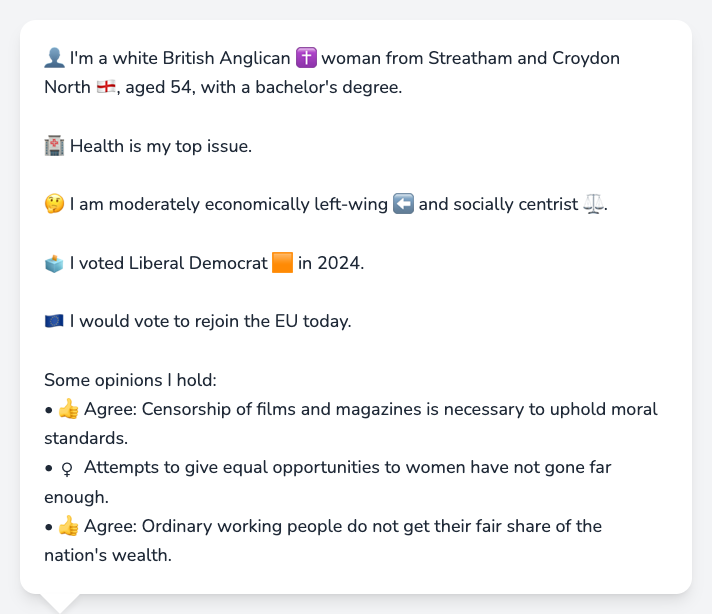 👤 I'm a white British Anglican ✝️ woman from Streatham and Croydon
North 🏴󠁧󠁢󠁥󠁮󠁧󠁿, aged 54, with a bachelor's degree.
🏥 Health is my top issue.
🤔 I am moderately economically left-wing ⬅️ and socially centrist ⚖️.
🗳️ I voted Liberal Democrat 🟧 in 2024.
🇪🇺 I would vote to rejoin the EU today.
Some opinions I hold:
• 👍 Agree: Censorship of films and magazines is necessary to uphold moral
standards.
• ♀ Attempts to give equal opportunities to women have not gone far
enough.
• 👍 Agree: Ordinary working people do not get their fair share of the
nation's wealth.